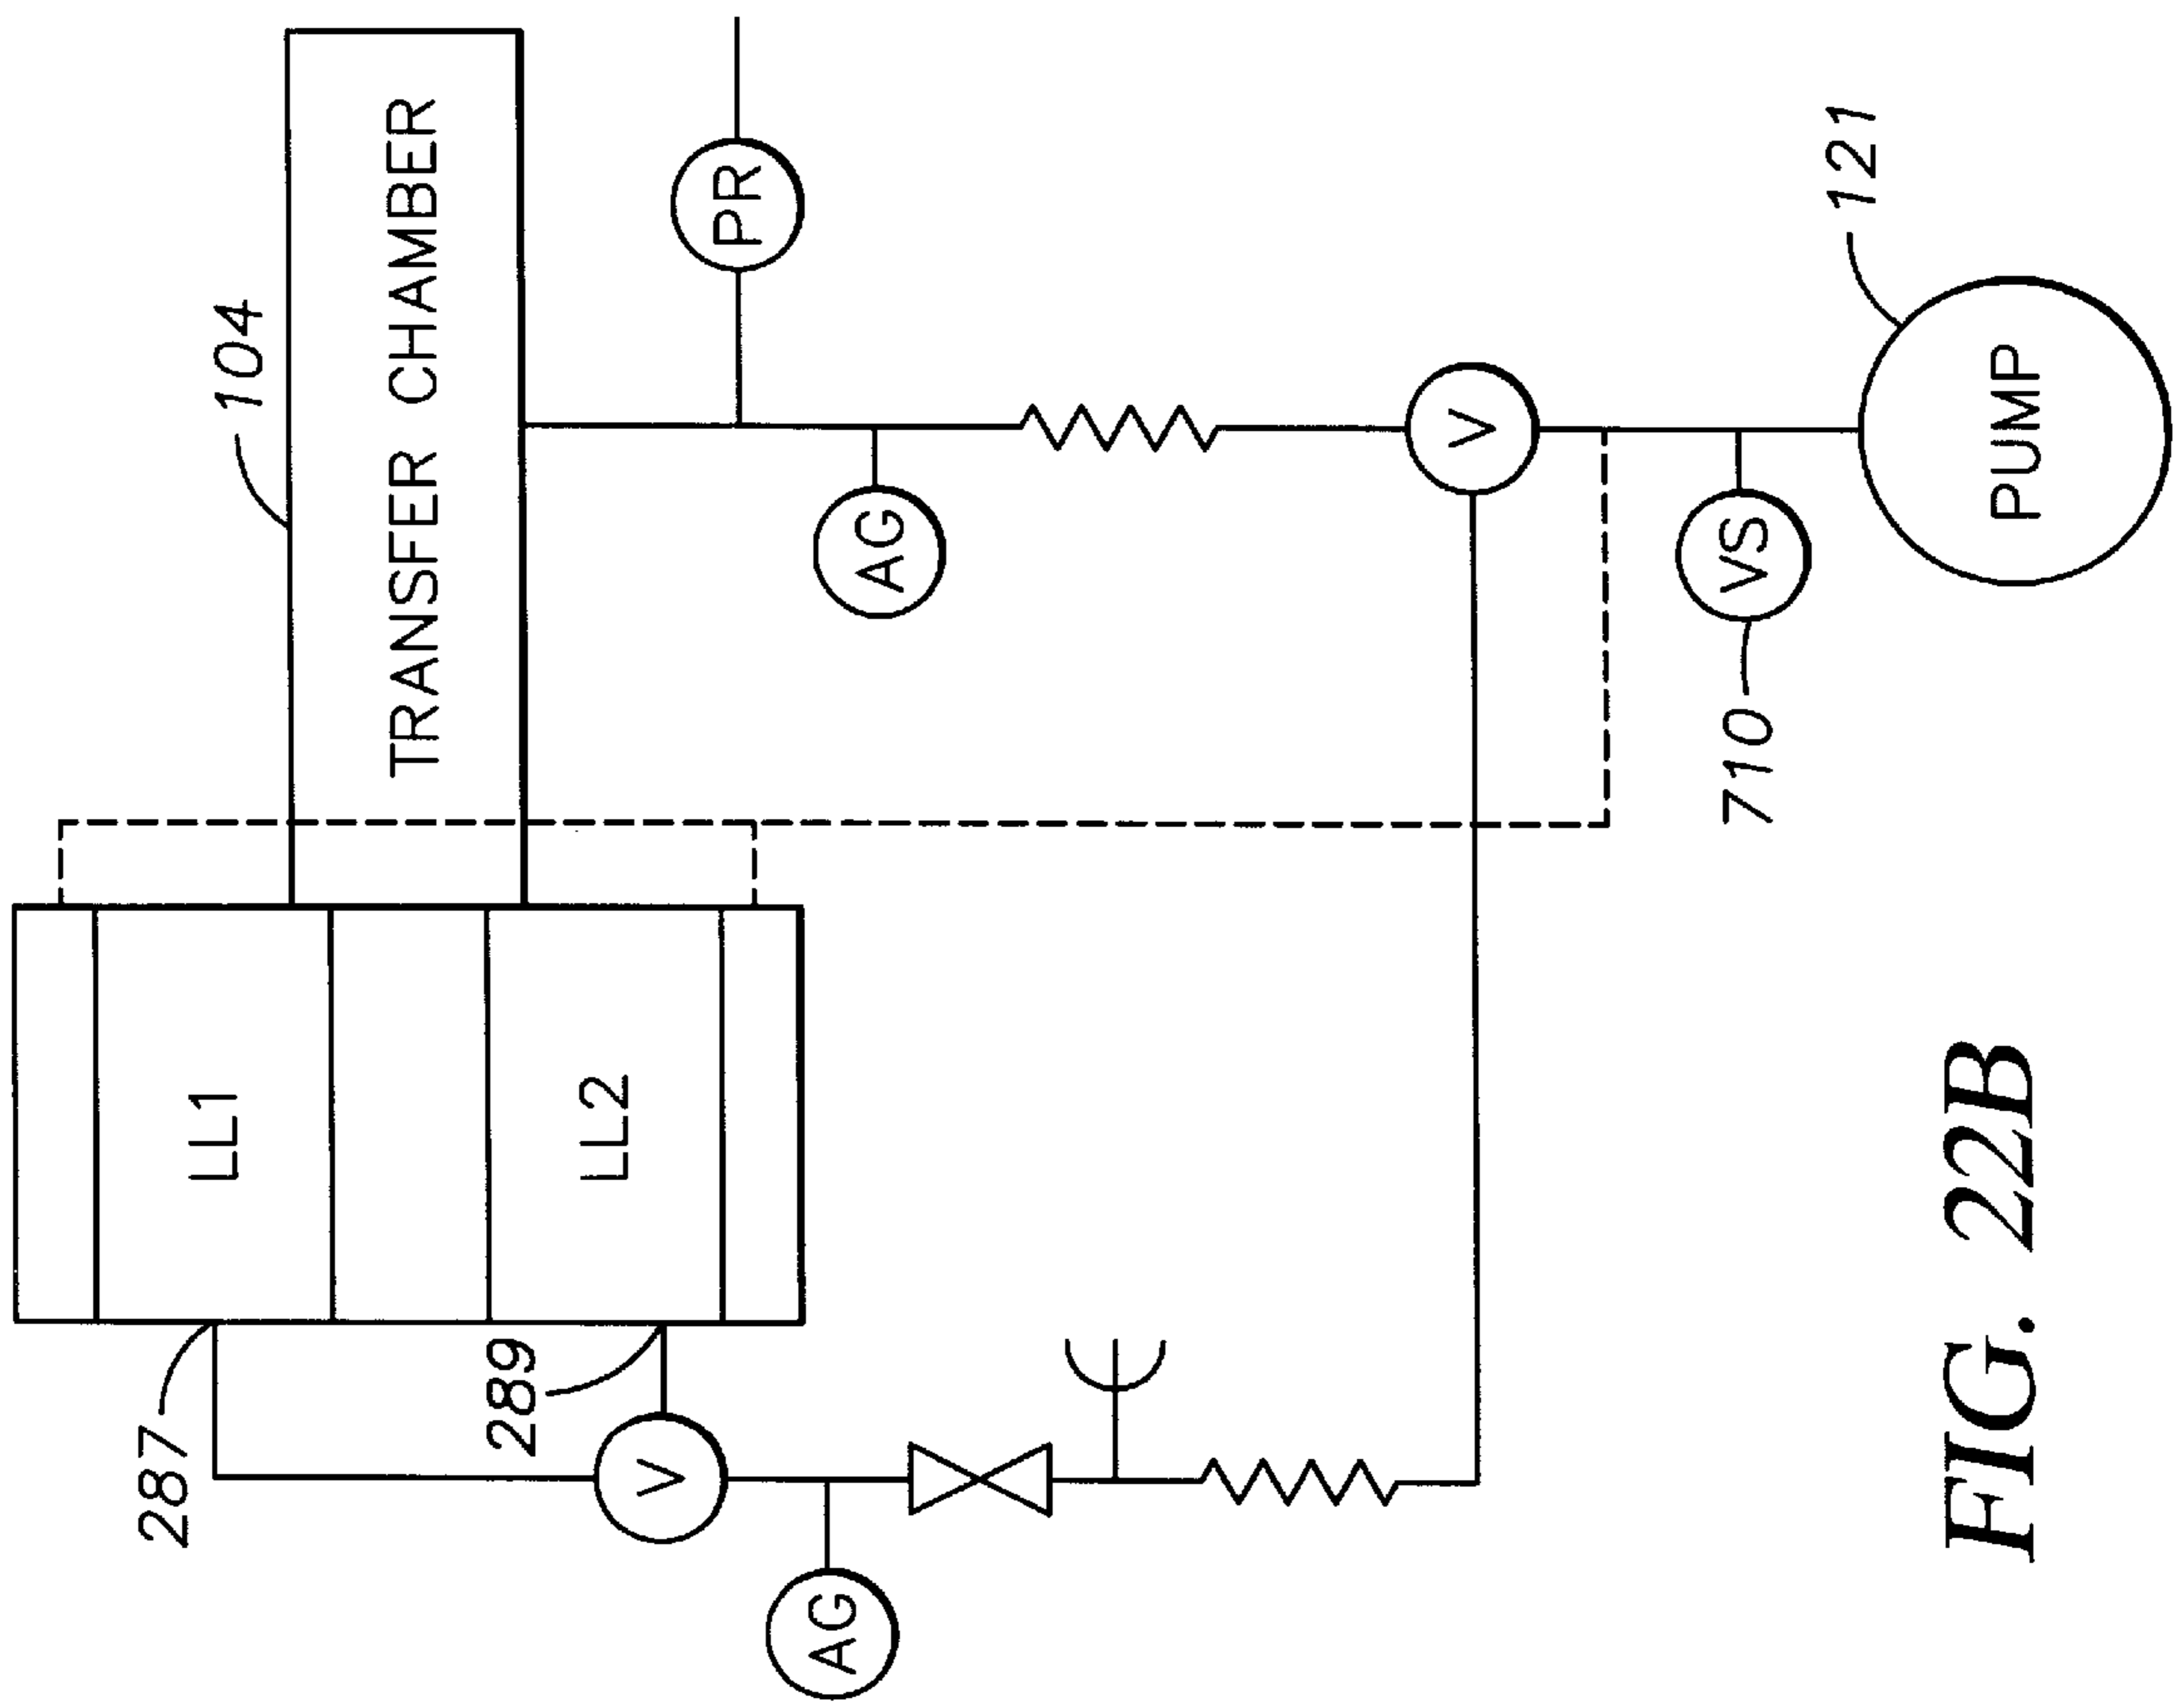 104
TRANSFER CHAMBER
PR
LL1
LL2
AG
287
289
V
V
AG
VS
710
121
PUMP
FIG. 22B